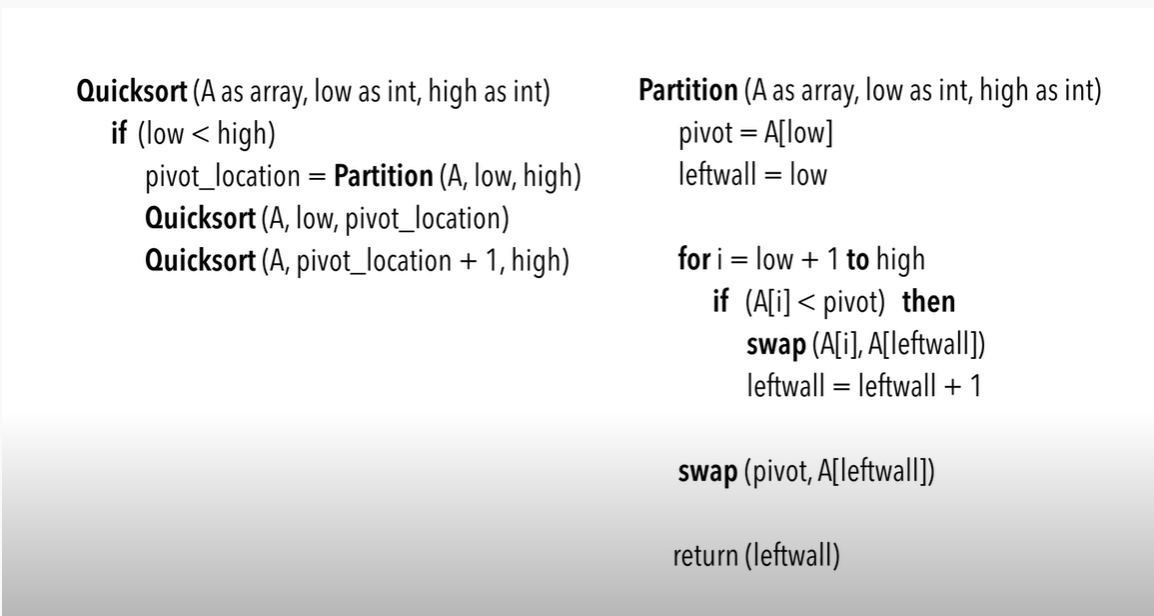 Quicksort (A as array, low as int, high as int)
if (low < high)
pivot_location = Partition (A, low, high)
Quicksort (A, low, pivot_location)
Quicksort (A, pivot_location + 1, high)
Partition (A as array, low as int, high as int)
pivot = A[low]
leftwall = low
for i = low + 1 to high
if (A[i] < pivot) then
swap (A[i], A[leftwall])
leftwall = leftwall + 1
swap (pivot, A[leftwall])
return (leftwall)